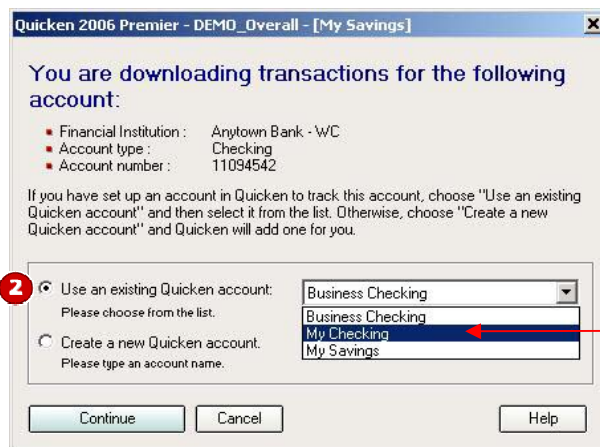 Quicken 2006 Premier - DEMO_Overall - [My Savings]
You are downloading transactions for the following
account:
Financial Institution : Anytown Bank - WC
Account type : Checking
Account number : 11094542
If you have set up an account in Quicken to track this account, choose "Use an existing
Quicken account" and then select it from the list. Otherwise, choose "Create a new
Quicken account" and Quicken will add one for you.
2 Use an existing Quicken account: Business Checking
Please choose from the list.
Business Checking
My Checking
My Savings
Create a new Quicken account.
Please type an account name.
Continue Cancel Help